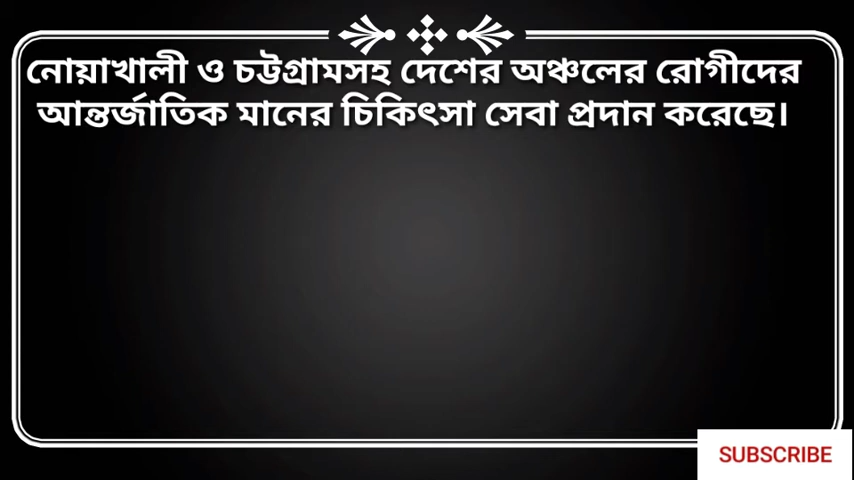 নোয়াখালী ও চট্টগ্রামসহ দেশের অঞ্চলের রোগীদের
আন্তর্জাতিক মানের চিকিৎসা সেবা প্রদান করেছে।
SUBSCRIBE